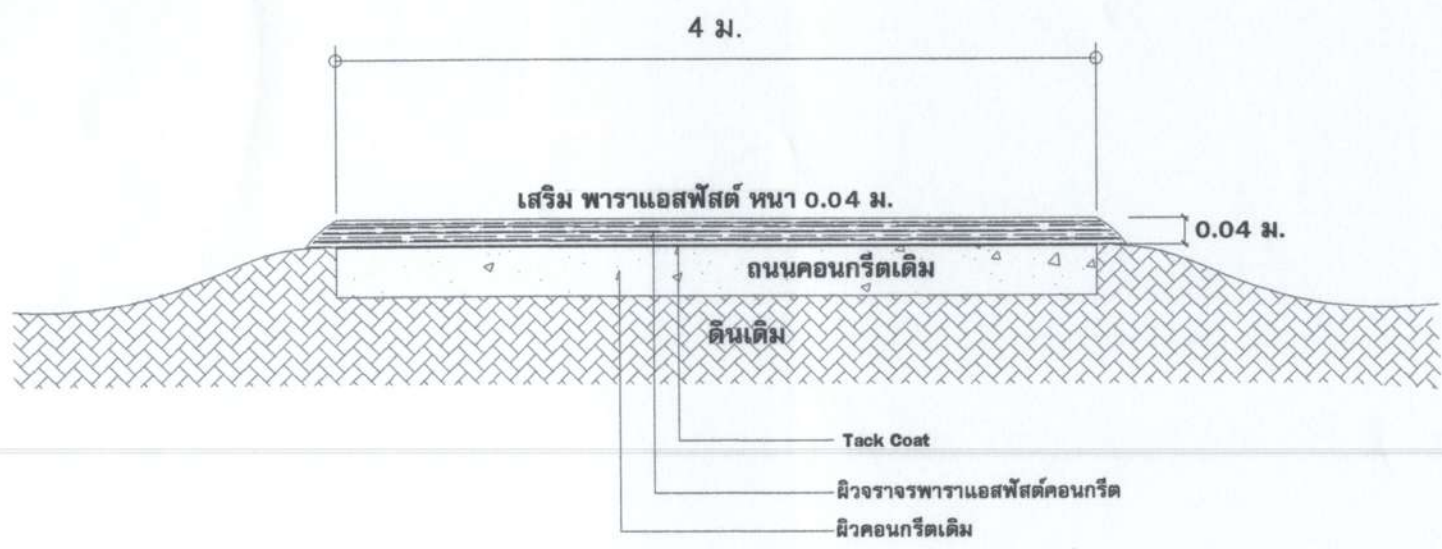 4 ม.
เสริม พาราแอสฟัสต์ หนา 0.04 ม.
0.04 ม.
ถนนคอนกรีตเดิม
ดินเดิม
Tack Coat
ผิวจราจรพาราแอสฟัสต์คอนกรีต
ผิวคอนกรีตเดิม